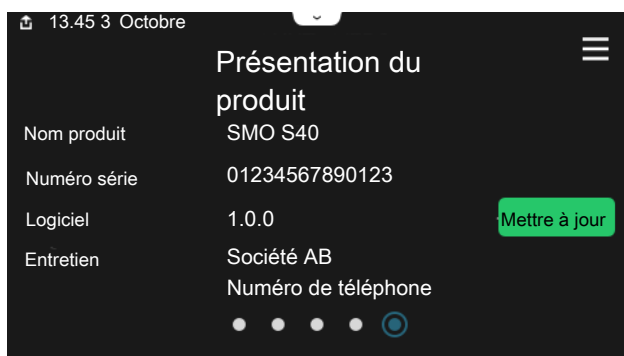 13.45 3 Octobre
Présentation du
produit
Nom produit SMO S40
Numéro série 01234567890123
Logiciel 1.0.0 Mettre à jour
Entretien Société AB
Numéro de téléphone